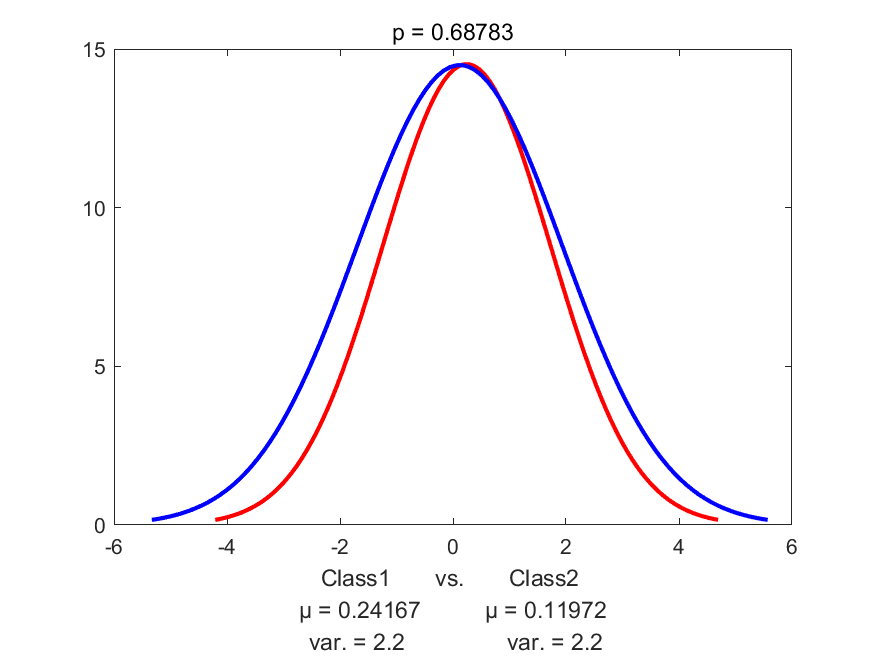 p = 0.68783
15
10
5
0
-6 -4 -2 0 2 4 6
Class1 vs. Class2
μ = 0.24167 μ = 0.11972
var. = 2.2 var. = 2.2